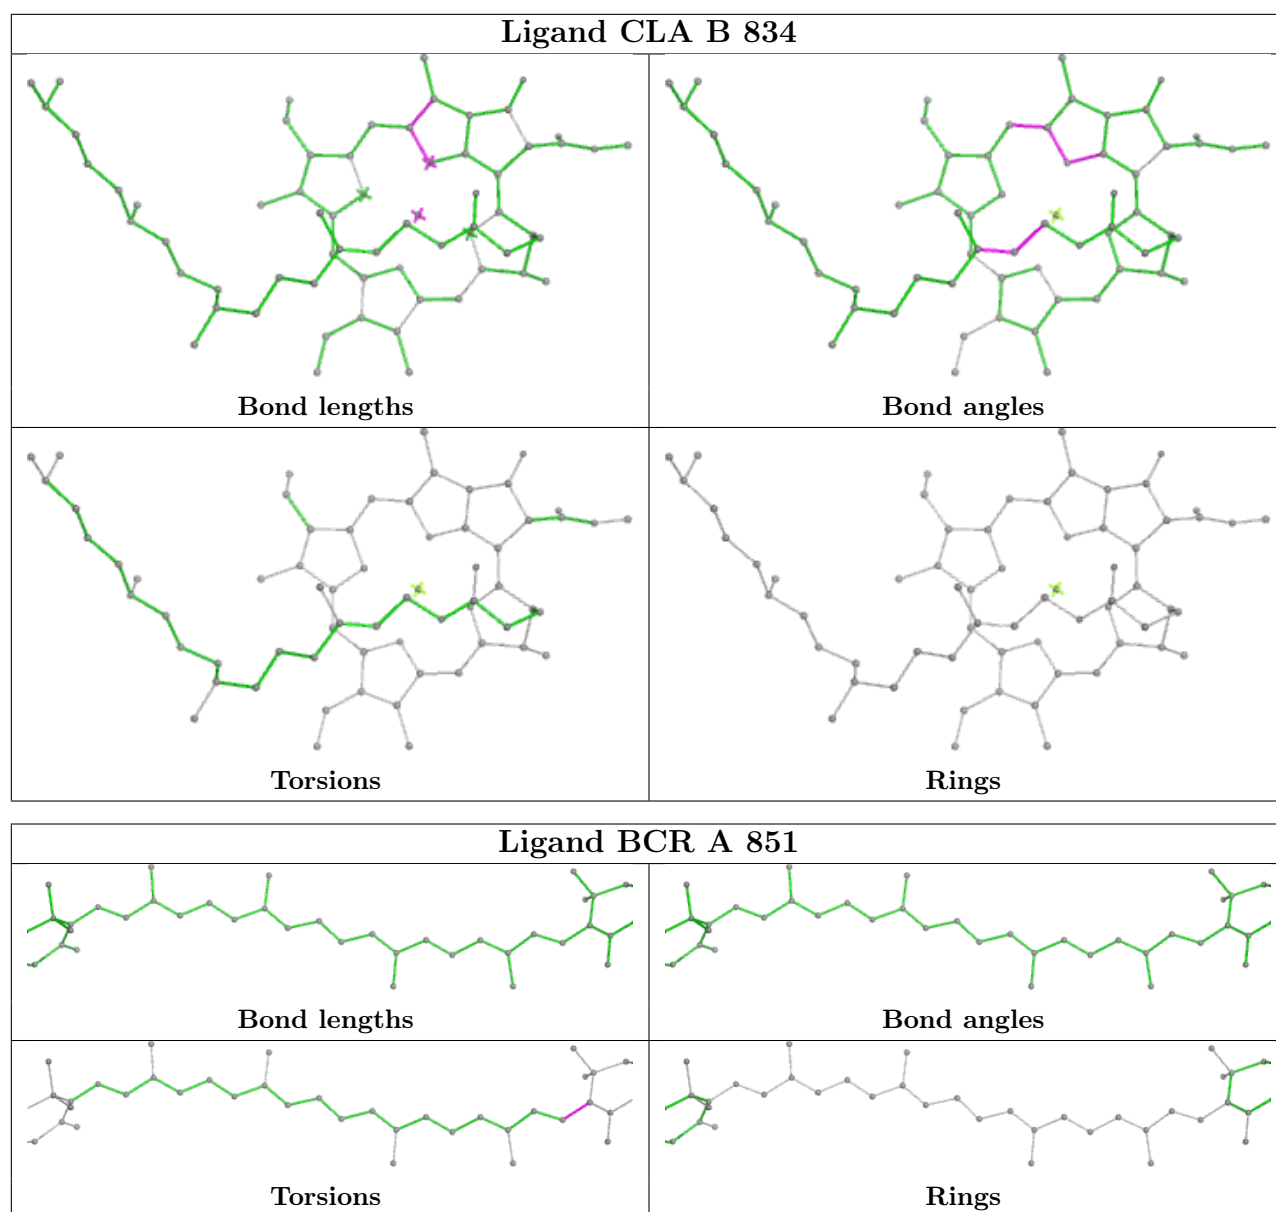 Ligand CLA B 834
Bond lengths
Bond angles
Torsions
Rings
Ligand BCR A 851
Bond lengths
Bond angles
Torsions
Rings